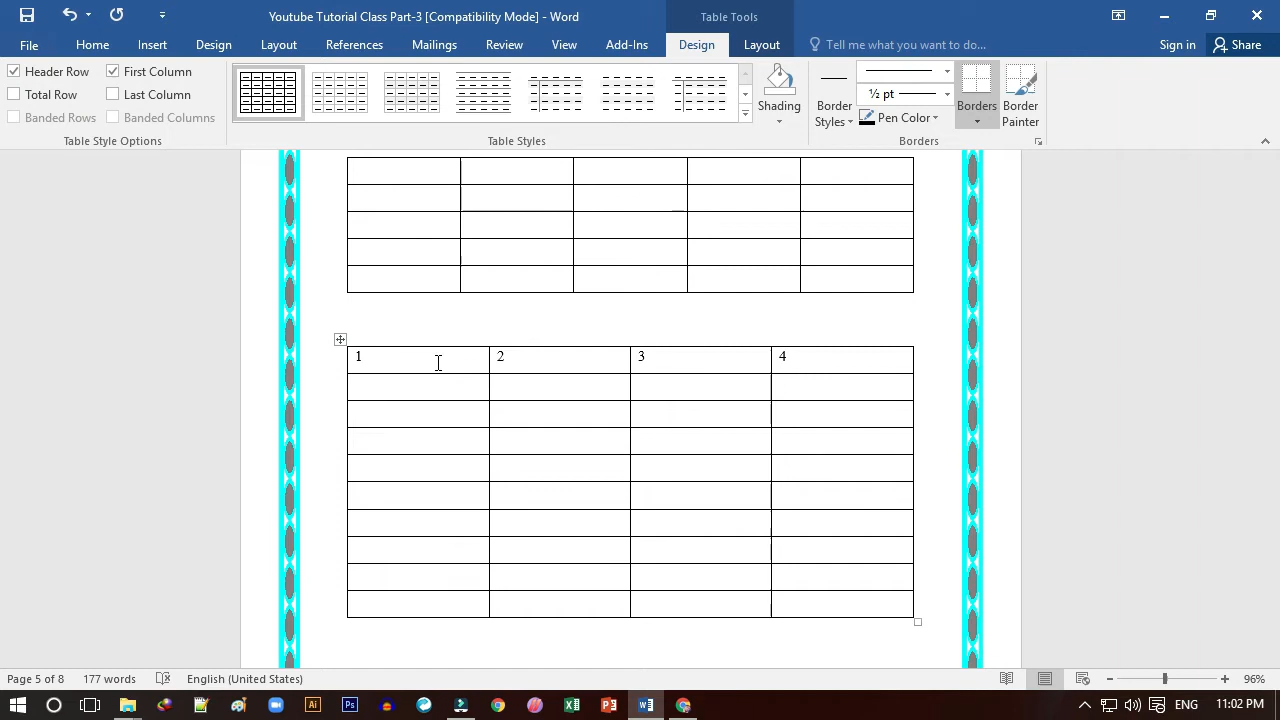 Youtube Tutorial Class Part-3 [Compatibility Mode] - Word
Table Tools
File
Home
Insert
Design
Layout
References
Mailings
Review
View
Add-Ins
Design
Layout
Tell me what you want to do...
Sign in
Share
Header Row
First Column
Total Row
Last Column
Banded Rows
Banded Columns
Table Style Options
Table Styles
Shading
Border
Styles
½ pt
Pen Color
Borders
Border
Painter
Borders
1
2
3
4
Page 5 of 8
177 words
English (United States)
96%
Ai
Ps
ENG
11:02 PM